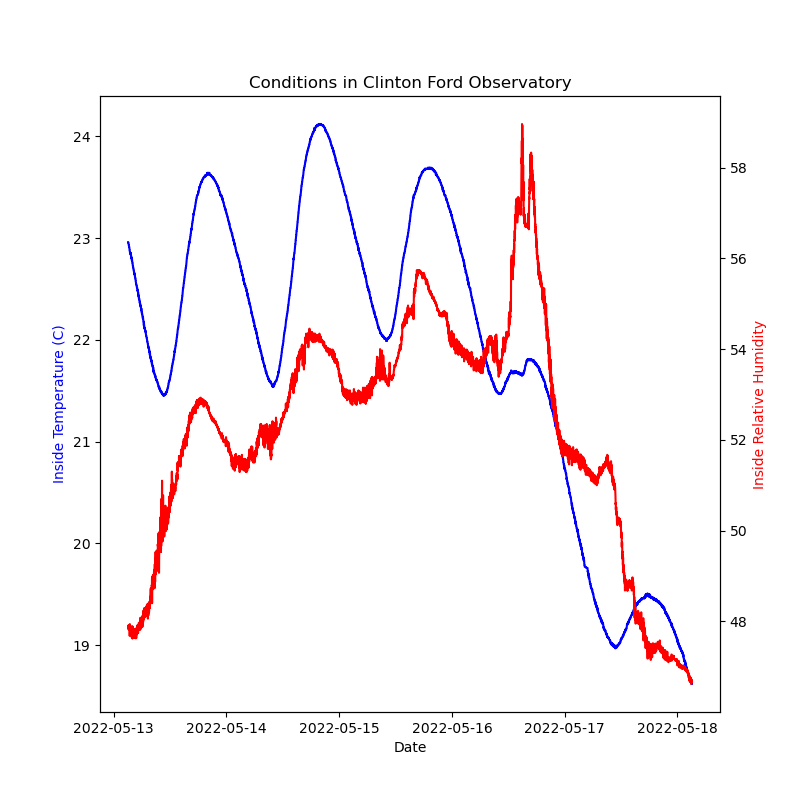 Conditions in Clinton Ford Observatory
Inside Temperature (C)
24
23
22
21
20
19
58
56
54
52
50
48
Inside Relative Humidity
2022-05-13 2022-05-14 2022-05-15 2022-05-16 2022-05-17 2022-05-18
Date